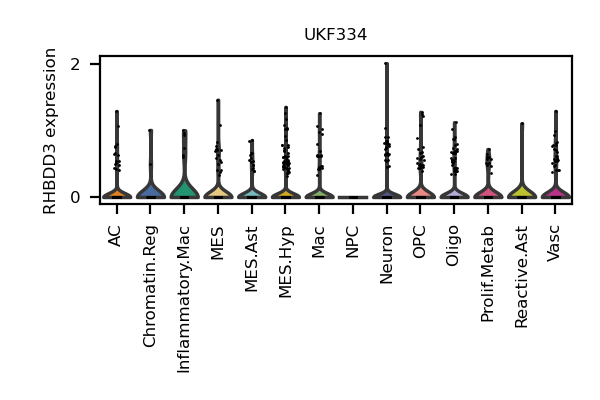 UKF334
RHBDD3 expression
2
0
AC
Chromatin.Reg
Inflammatory.Mac
MES
MES.Ast
MES.Hyp
Mac
NPC
Neuron
OPC
Oligo
Prolif.Metab
Reactive.Ast
Vasc